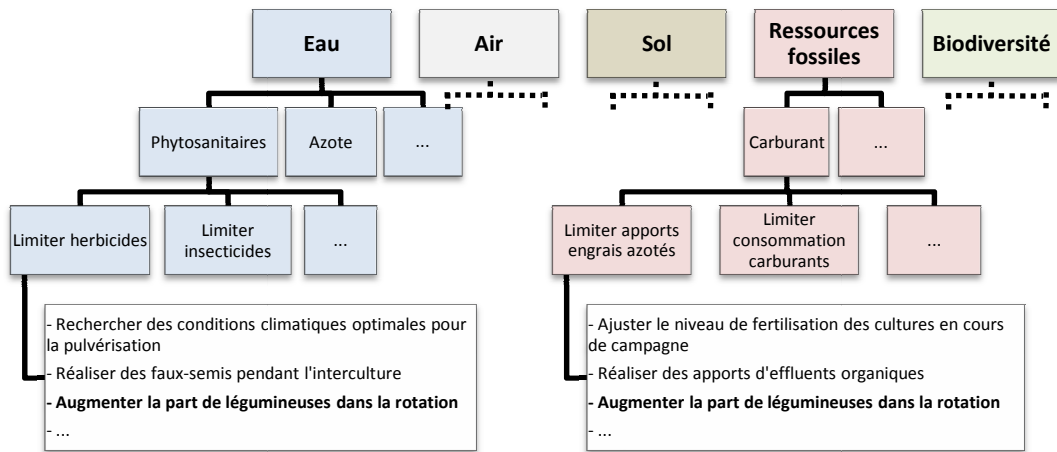 Eau
Air
Sol
Ressources
fossiles
Biodiversité
Phytosanitaires
Azote
...
Carburant
...
Limiter herbicides
Limiter
insecticides
...
Limiter apports
engrais azotés
Limiter
consommation
carburants
...
- Rechercher des conditions climatiques optimales pour
la pulvérisation
- Réaliser des faux-semis pendant l'interculture
- Augmenter la part de légumineuses dans la rotation
- ...
- Ajuster le niveau de fertilisation des cultures en cours
de campagne
- Réaliser des apports d'effluents organiques
- Augmenter la part de légumineuses dans la rotation
- ...